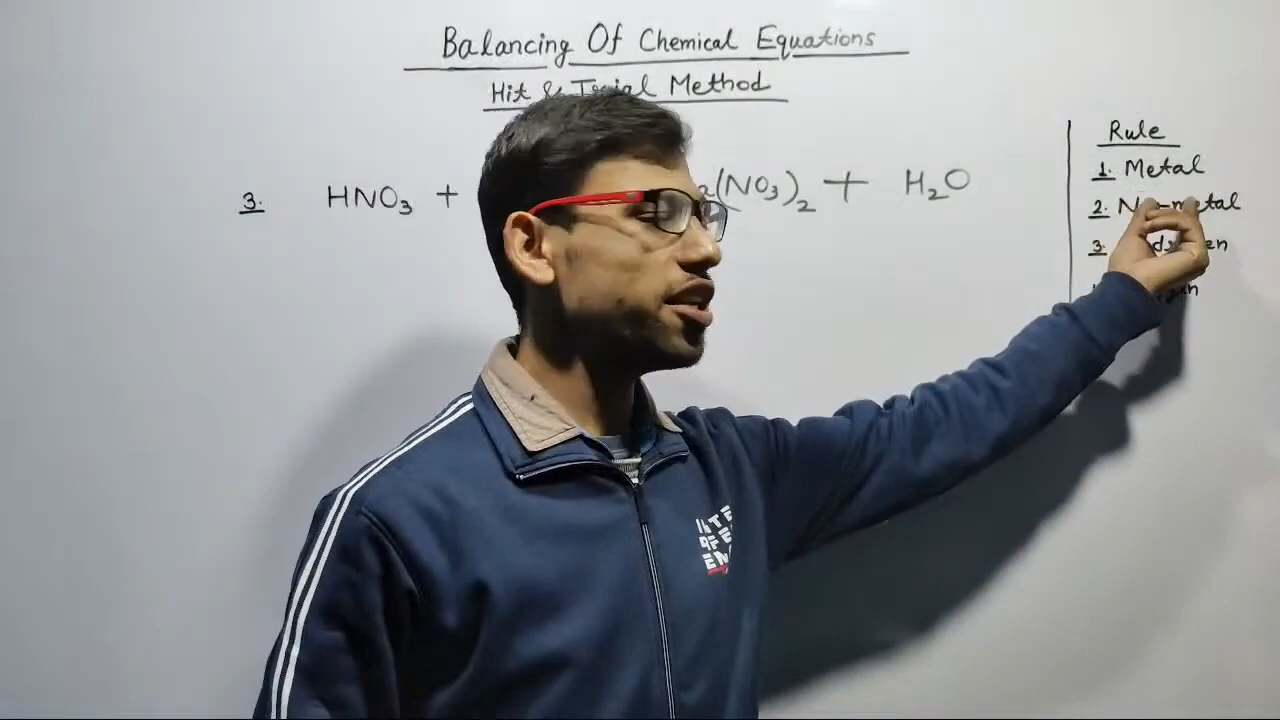 Balancing Of Chemical Equations
Hit & Trial Method
Rule
1. Metal
3. HNO₃ + a(NO₃)₂ + H₂O
2. Non-metal
3.